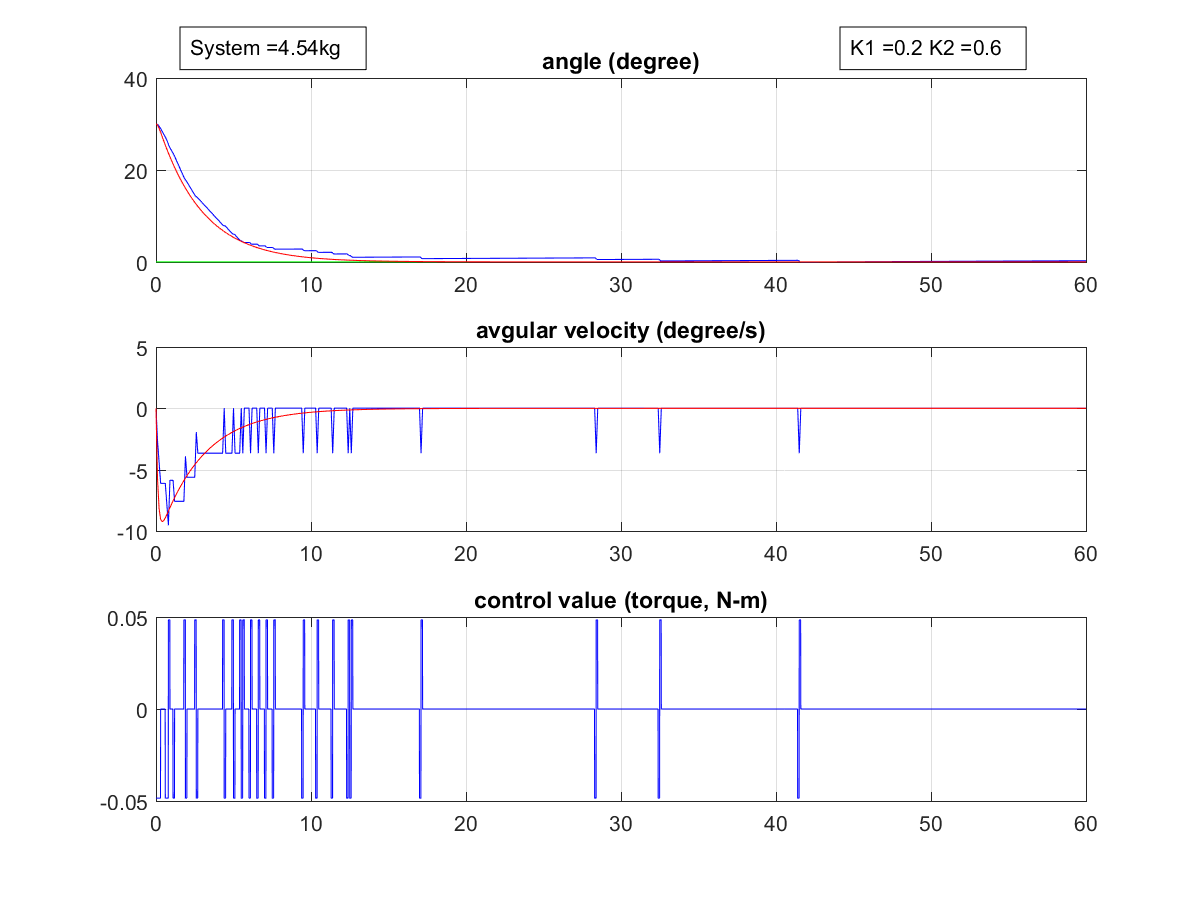 System =4.54kg
K1 =0.2 K2 =0.6
angle (degree)
40
20
0
0 10 20 30 40 50 60
avgular velocity (degree/s)
5
0
-5
-10
0 10 20 30 40 50 60
control value (torque, N-m)
0.05
0
-0.05
0 10 20 30 40 50 60